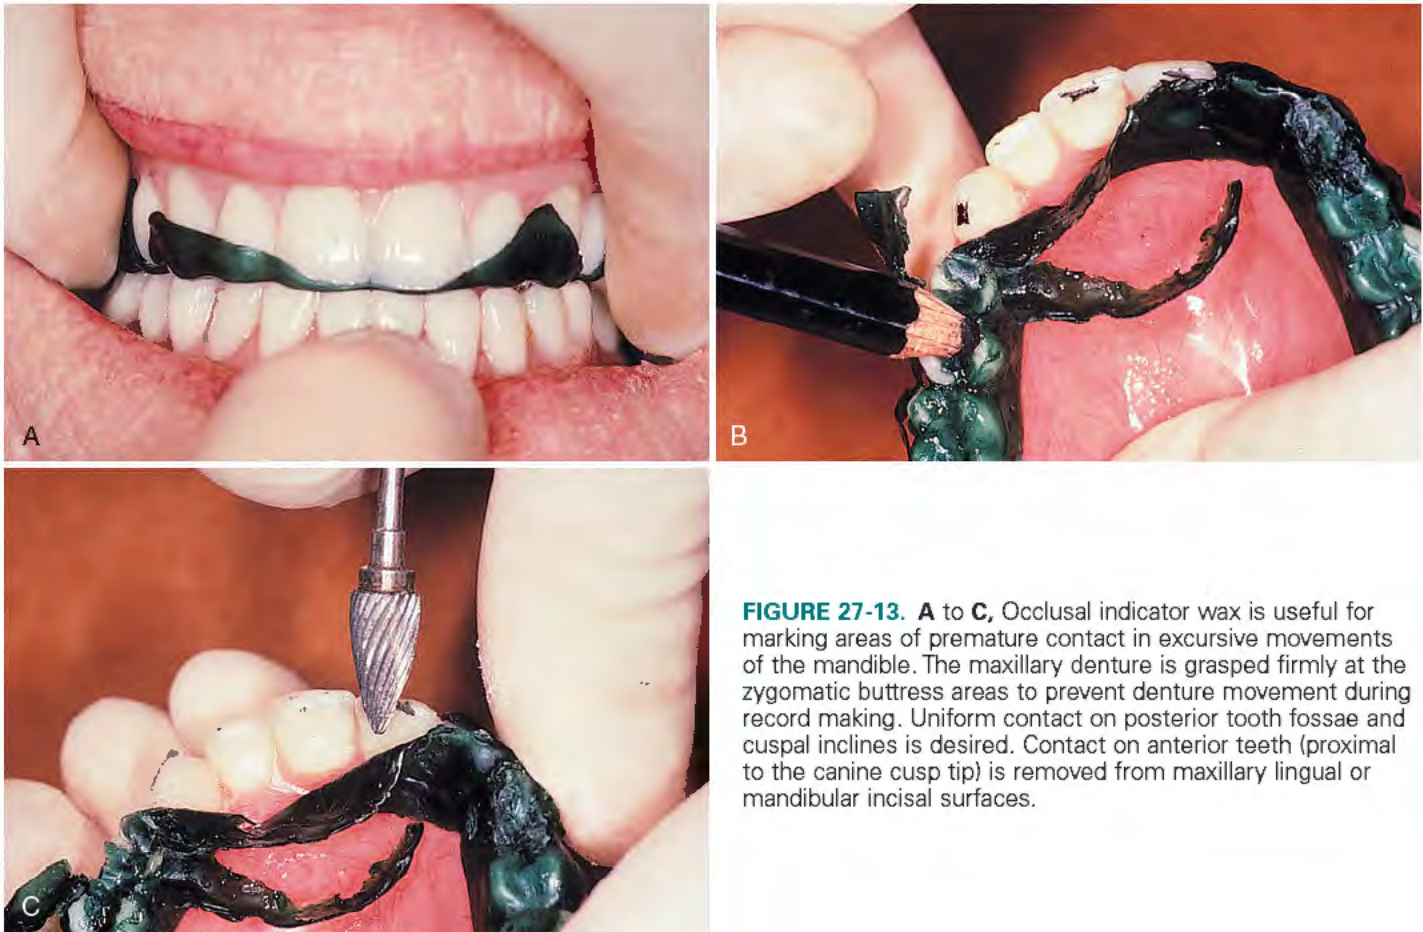 A
B
C
FIGURE 27-13. A to C, Occlusal indicator wax is useful for
marking areas of premature contact in excursive movements
of the mandible. The maxillary denture is grasped firmly at the
zygomatic buttress areas to prevent denture movement during
record making. Uniform contact on posterior tooth fossae and
cuspal inclines is desired. Contact on anterior teeth (proximal
to the canine cusp tip) is removed from maxillary lingual or
mandibular incisal surfaces.